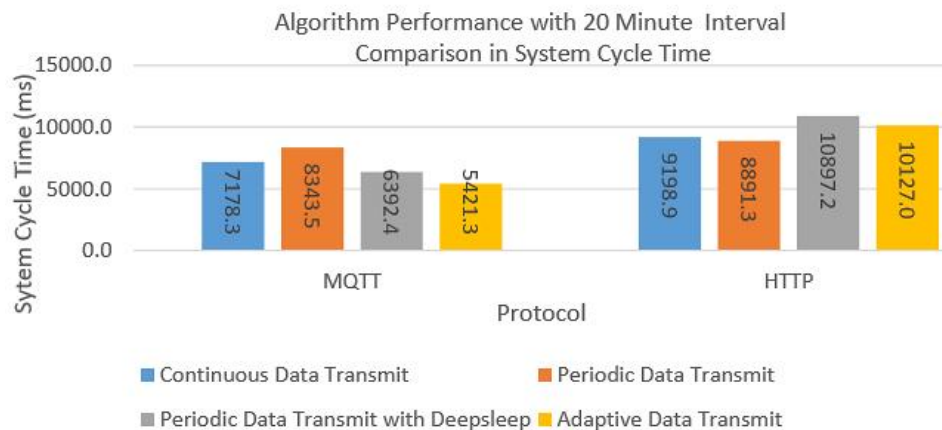 Algorithm Performance with 20 Minute Interval
Comparison in System Cycle Time
Sytem Cycle Time (ms)
15000.0
10000.0
5000.0
0.0
7178.3
8343.5
6392.4
5421.3
9198.9
8891.3
10897.2
10127.0
MQTT
HTTP
Protocol
Continuous Data Transmit
Periodic Data Transmit
Periodic Data Transmit with Deepsleep
Adaptive Data Transmit